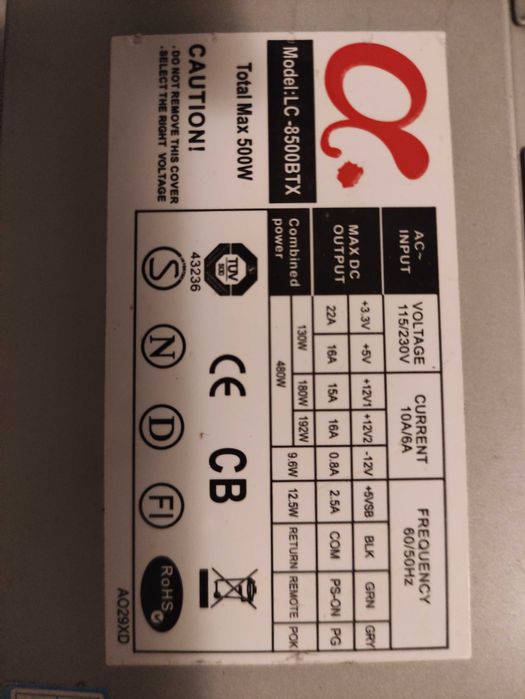 Model:LC-8500BTX
Total Max 500W
CAUTION!
.DO NOT REMOVE THIS COVER
.SELECT THE RIGHT VOLTAGE
AC~ INPUT VOLTAGE 115/230V CURRENT 10A/6A FREQUENCY 60/50Hz
MAX DC OUTPUT +3.3V +5V +12V1 +12V2 -12V +5VSB BLK GRN GRY
22A 16A 15A 16A 0.8A 2.5A COM PS-ON PG
Combined power 130W 180W 192W 9.6W 12.5W RETURN REMOTE POK
480W
TUV
43236
CE CB
S N D FI RoHS
AO29XD